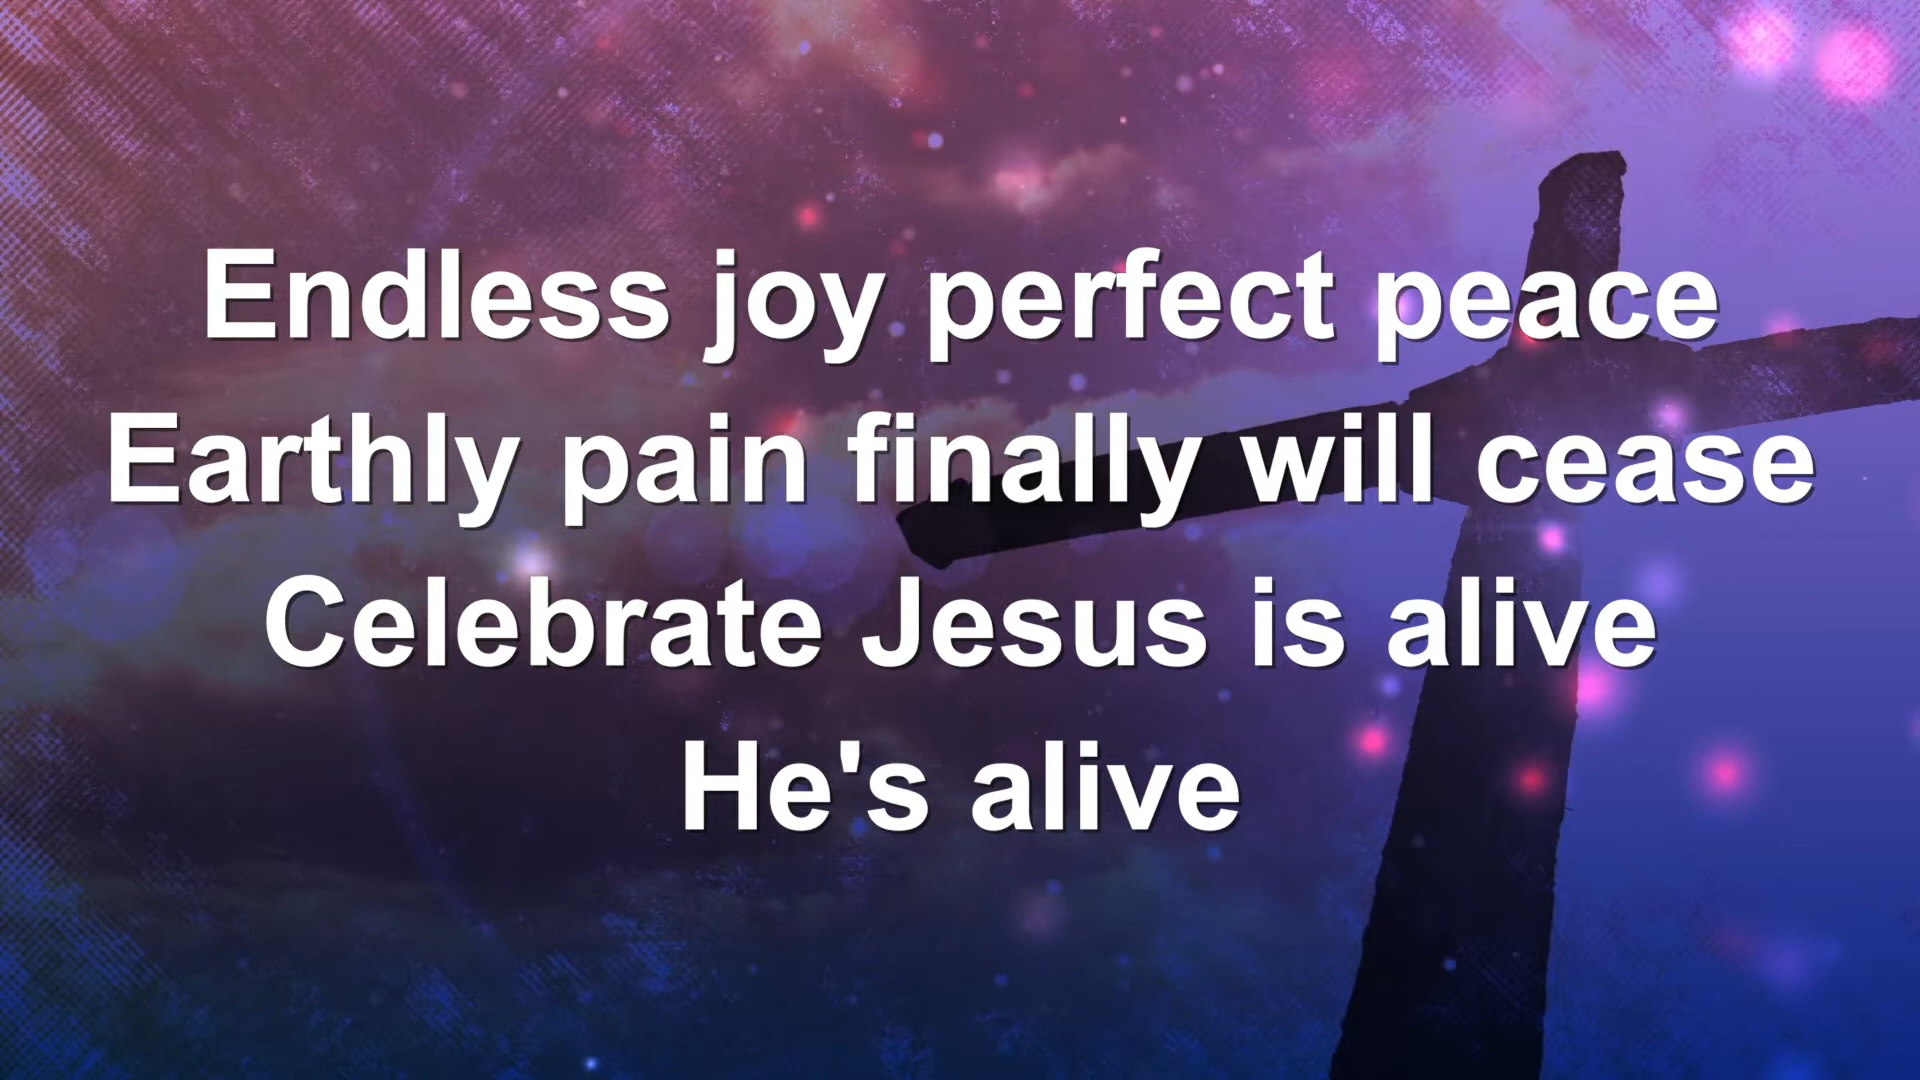 Endless joy perfect peace
Earthly pain finally will cease
Celebrate Jesus is alive
He's alive